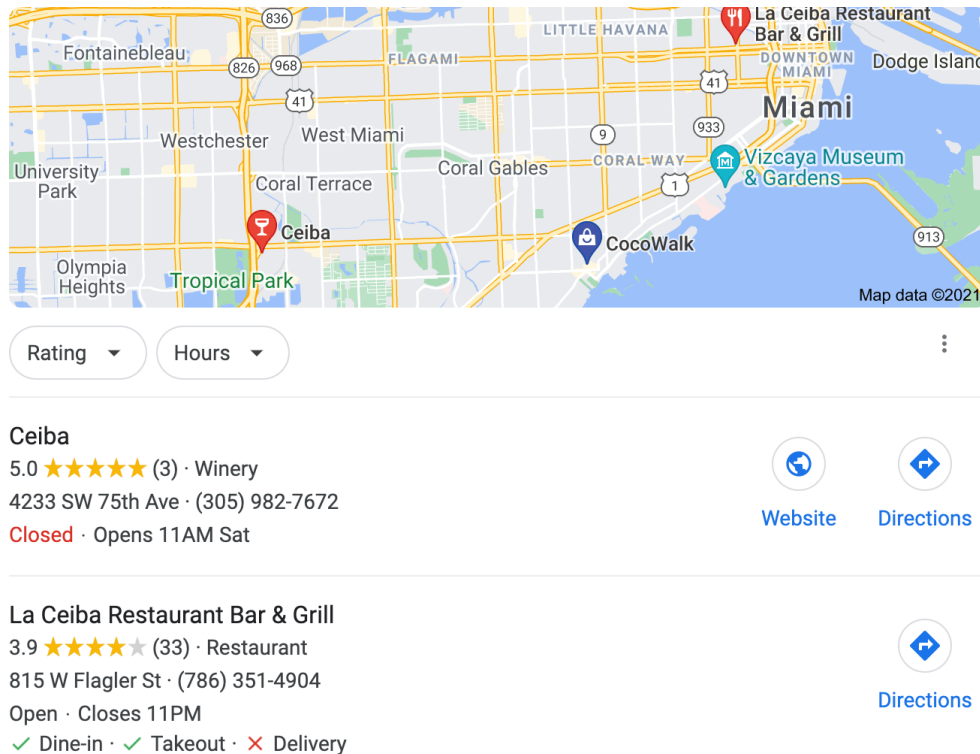 836
La Ceiba Restaurant
Bar & Grill
LITTLE HAVANA
Fontainebleau
826
968
FLAGAMI
DOWNTOWN
MIAMI
Dodge Island
41
41
Miami
933
9
Westchester
West Miami
CORAL WAY
Vizcaya Museum
& Gardens
University
Park
Coral Gables
Coral Terrace
1
Ceiba
CocoWalk
913
Olympia
Heights
Tropical Park
Map data ©2021
Rating
Hours
Ceiba
5.0 (3) · Winery
4233 SW 75th Ave · (305) 982-7672
Closed · Opens 11AM Sat
Website
Directions
La Ceiba Restaurant Bar & Grill
3.9 (33) · Restaurant
815 W Flagler St · (786) 351-4904
Open · Closes 11PM
Directions
Dine-in · Takeout · Delivery